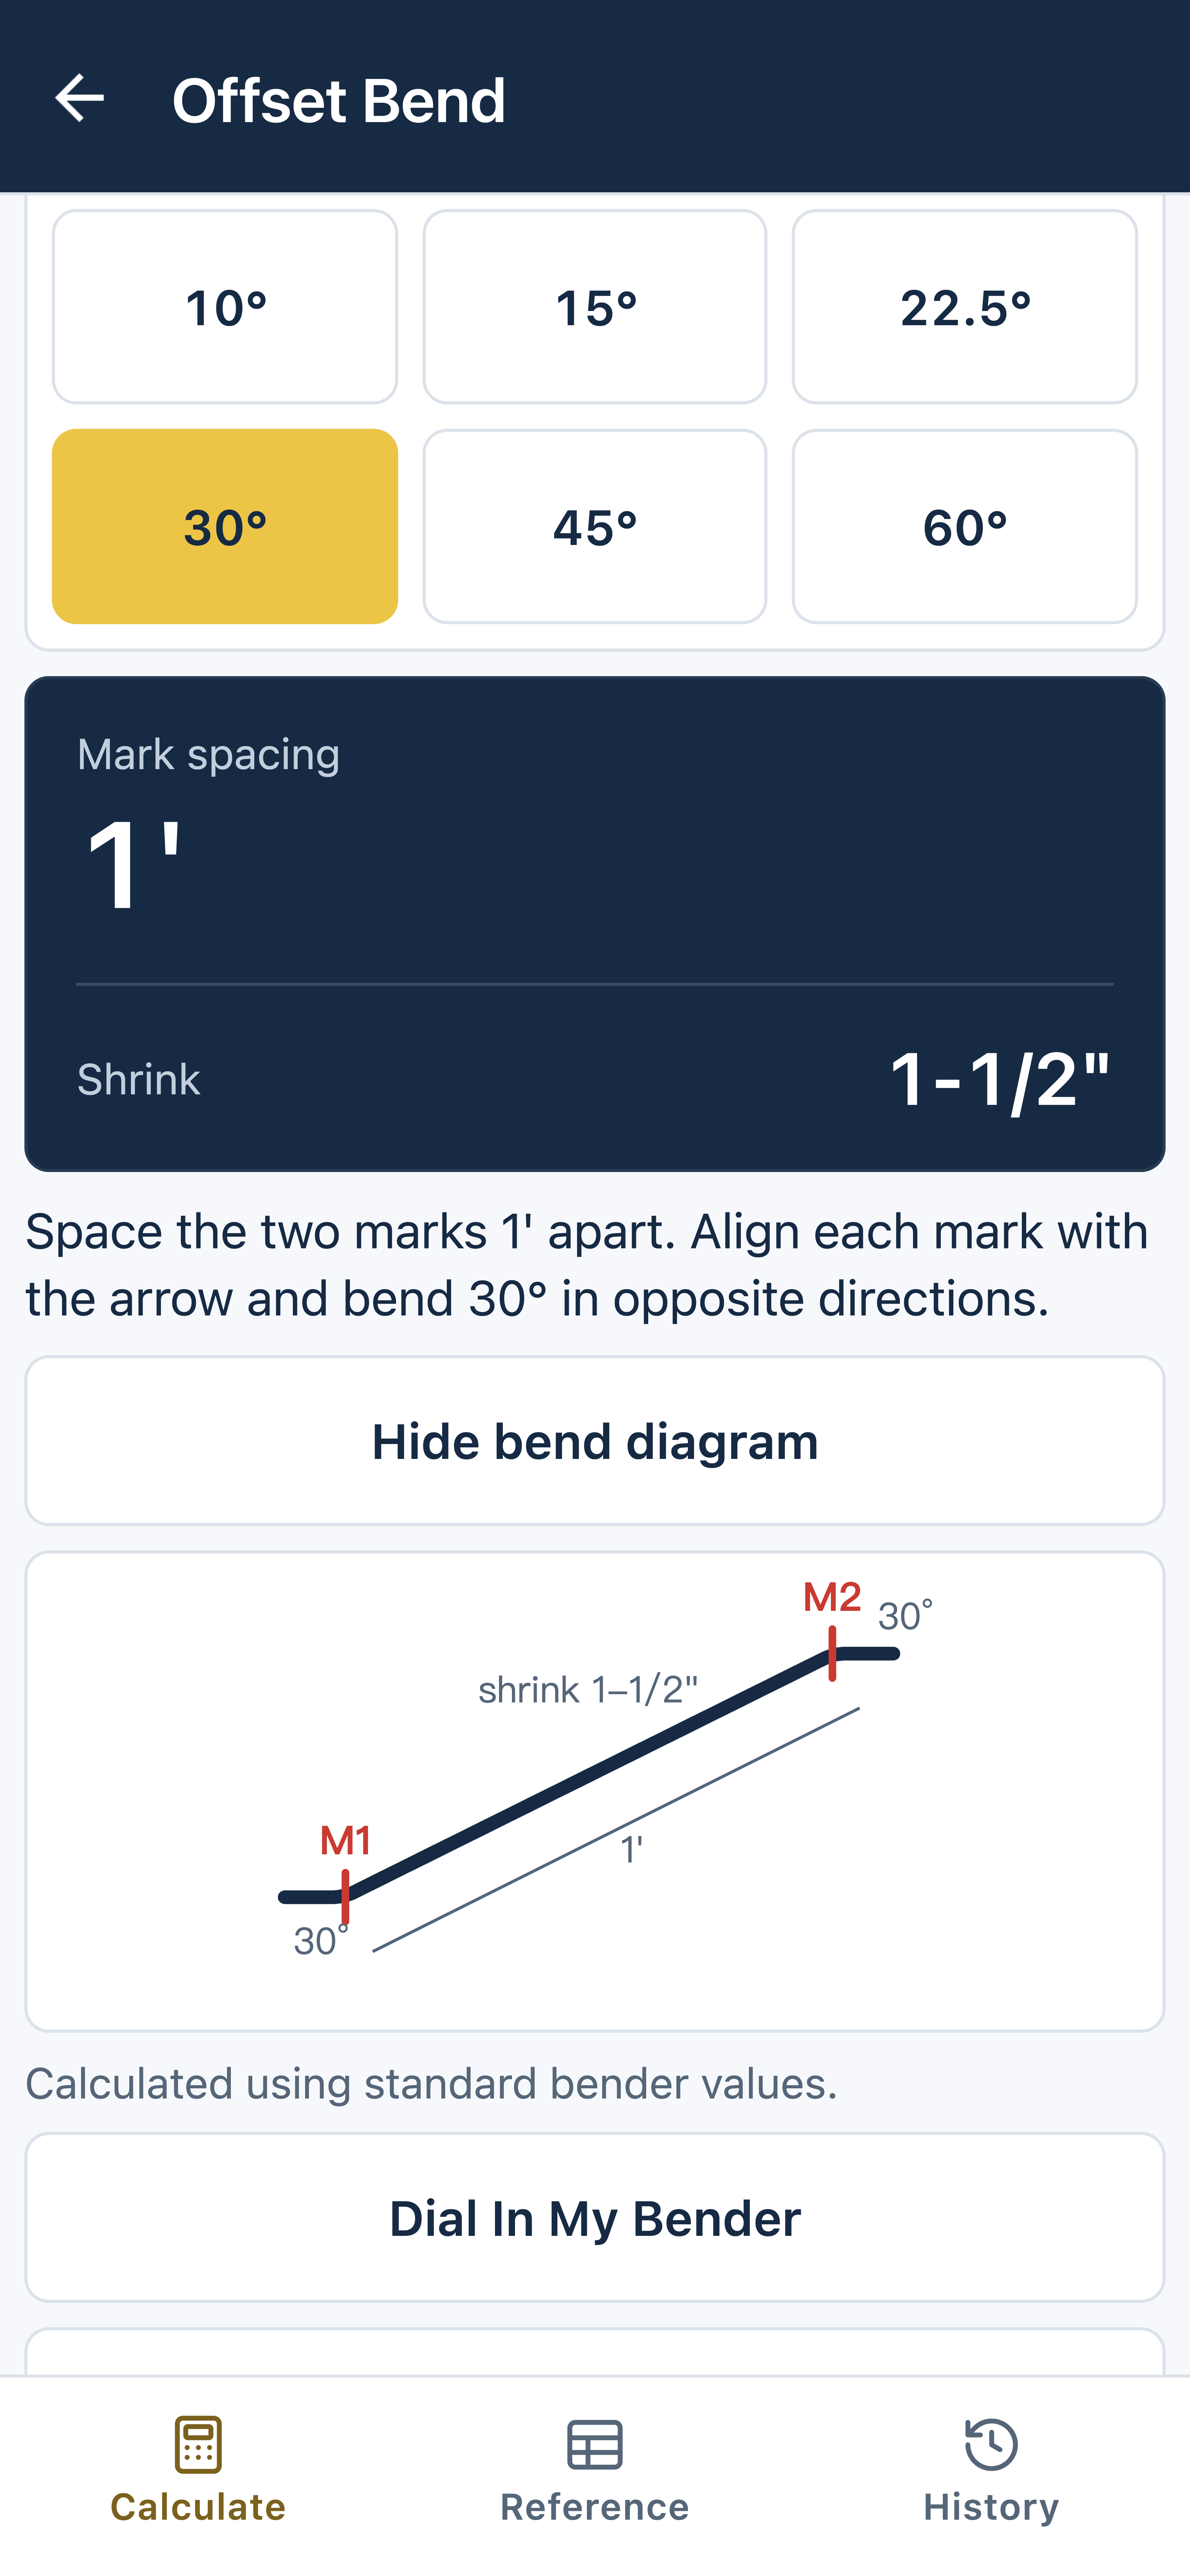 Offset Bend
10° 15° 22.5°
30° 45° 60°
Mark spacing
1'
Shrink 1-1/2"
Space the two marks 1' apart. Align each mark with
the arrow and bend 30° in opposite directions.
Hide bend diagram
M2 30°
shrink 1–1/2"
M1
1'
30°
Calculated using standard bender values.
Dial In My Bender
Calculate Reference History